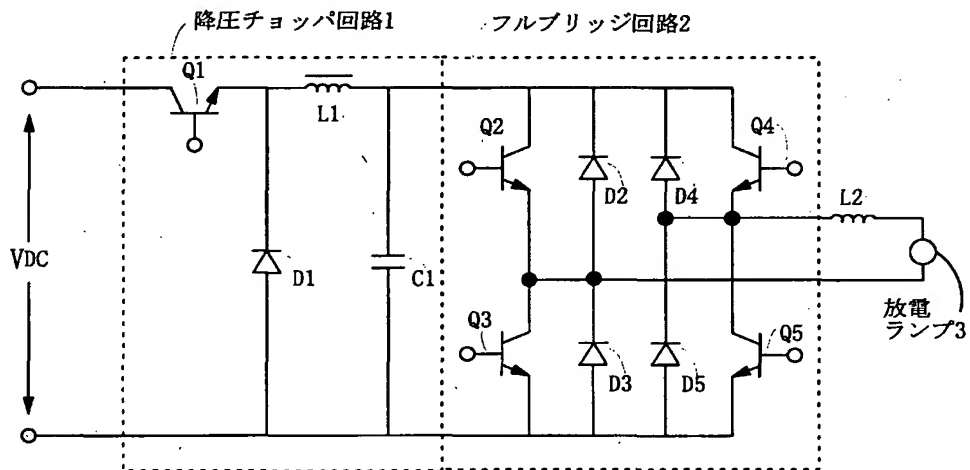 降圧チョッパ回路1
フルブリッジ回路2
Q1
L1
Q2
Q4
D2
D4
L2
VDC
D1
C1
Q3
Q5
D3
D5
放電
ランプ3